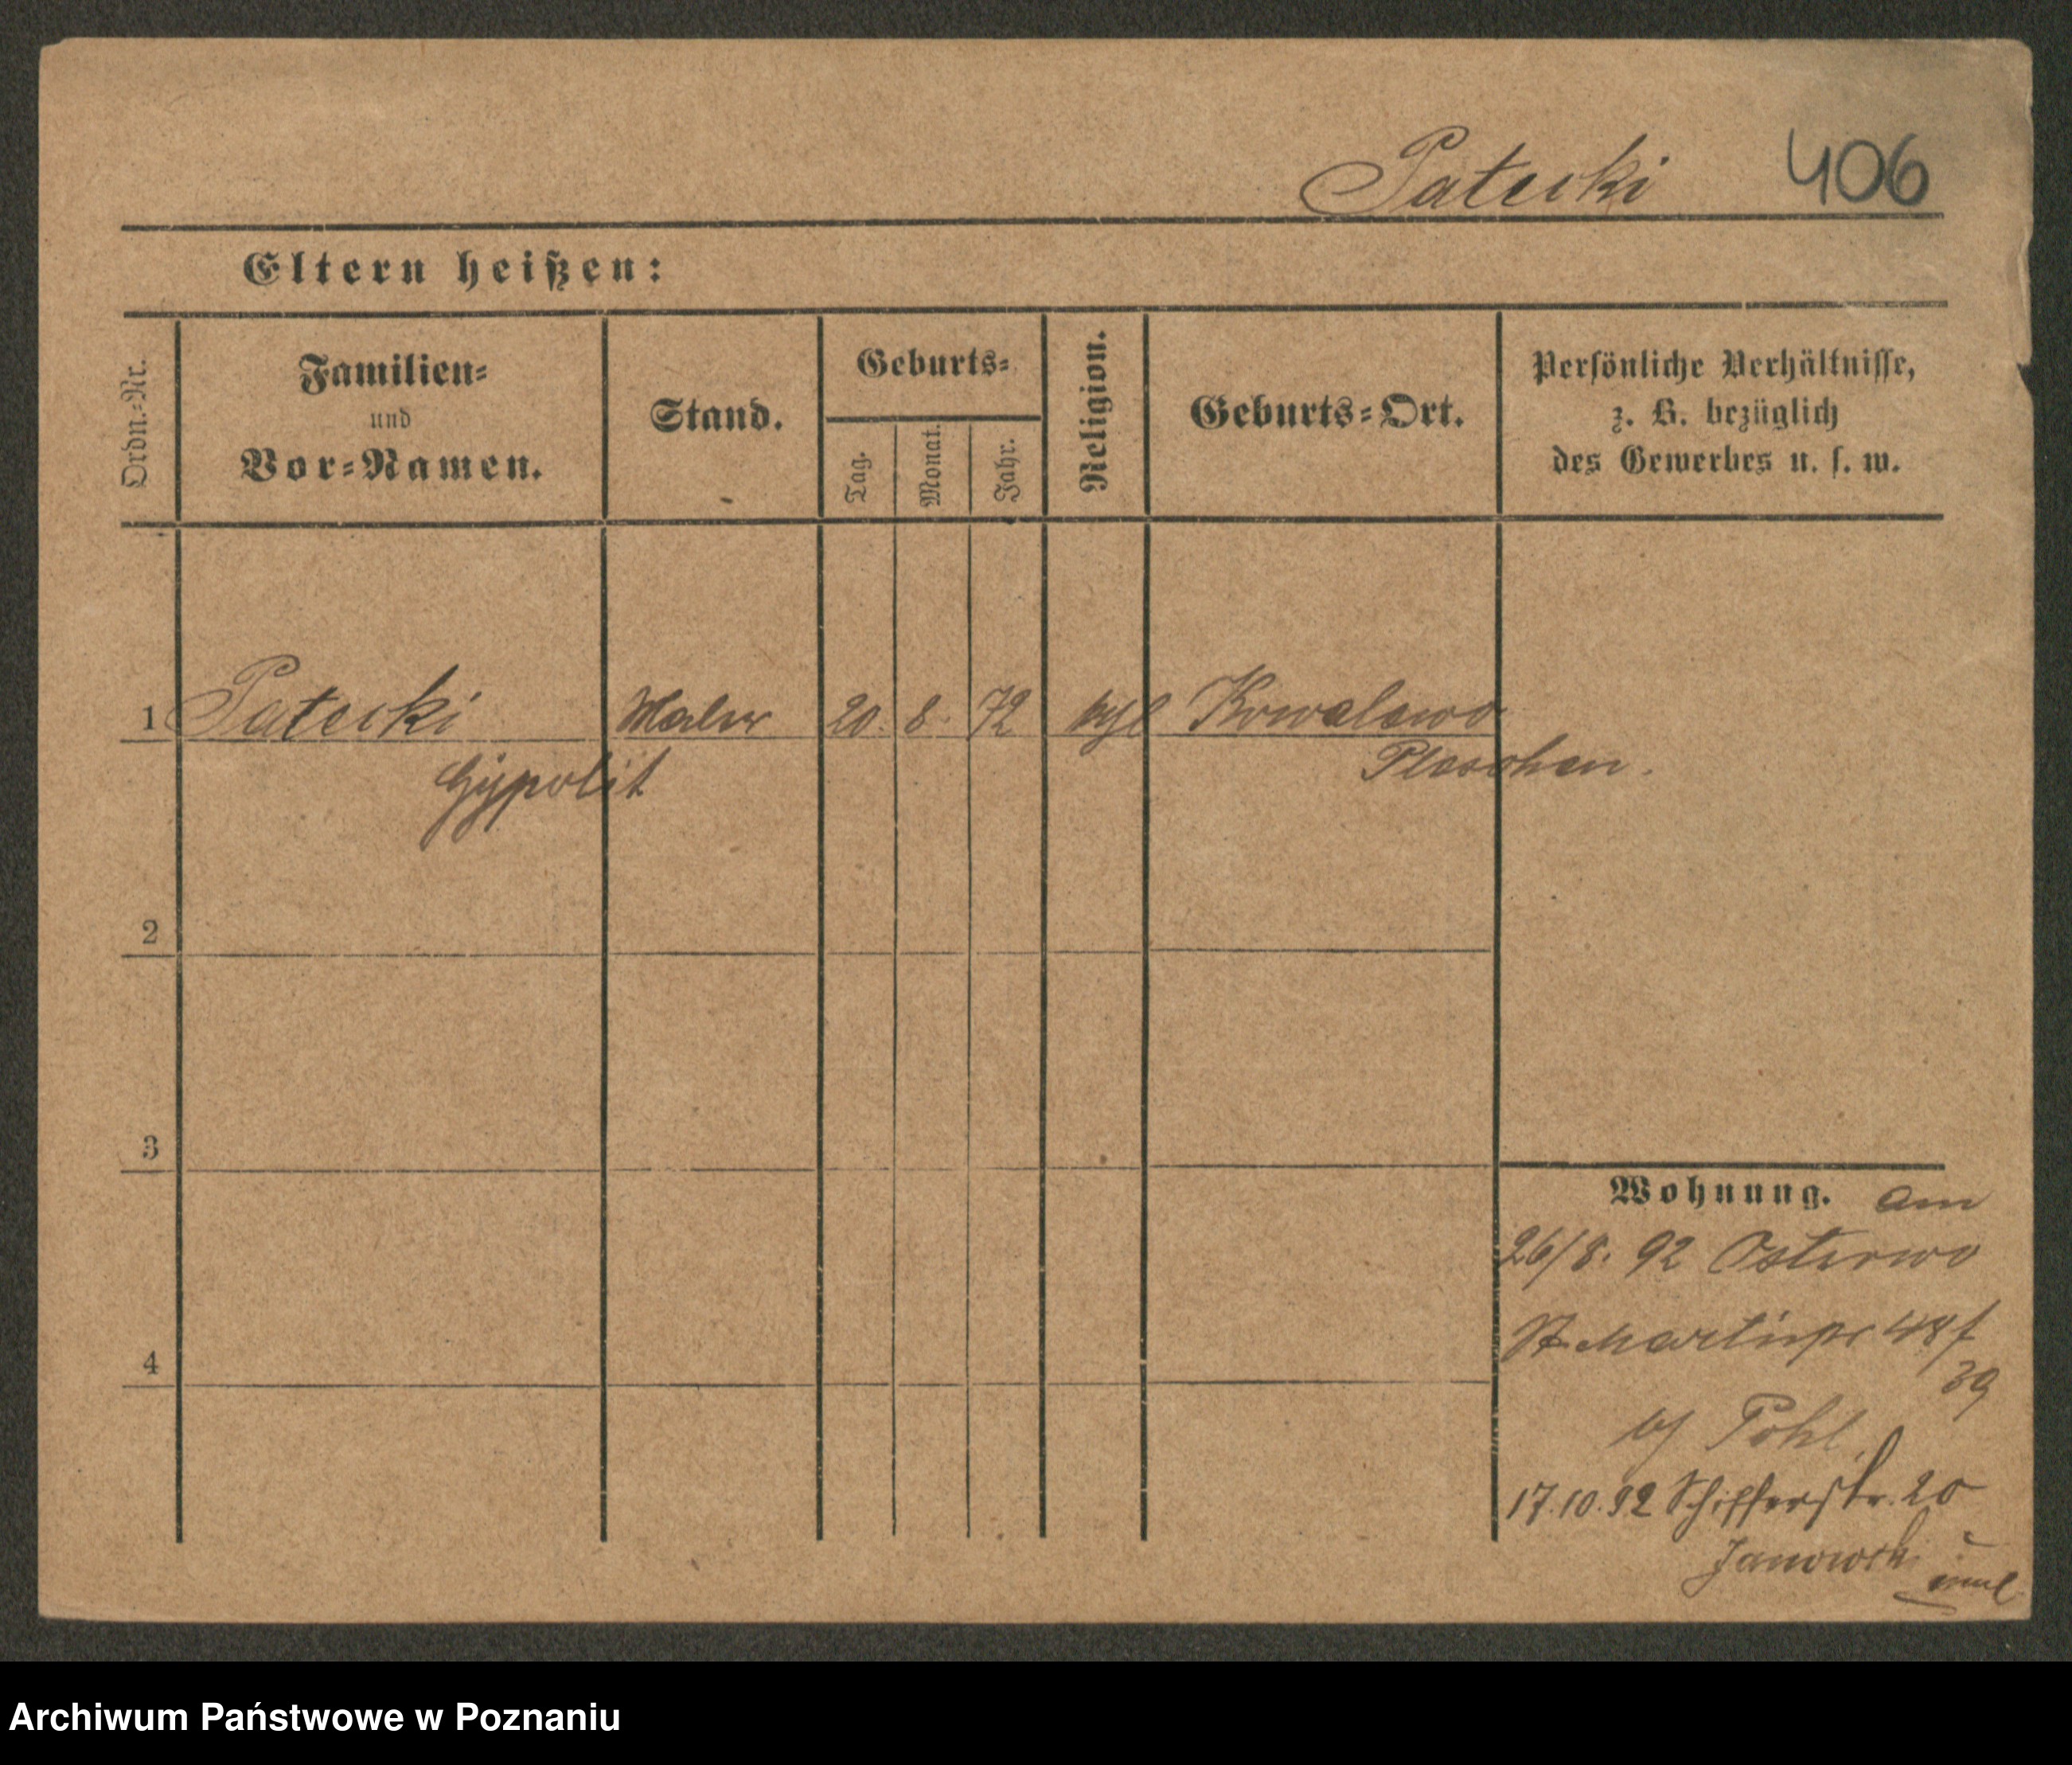 Patecki 406
Eltern heißen:
Ordn.-Nr.
Familien-
und
Vor-Namen.
Stand.
Geburts-
Tag.
Monat.
Jahr.
Religion.
Geburts-Ort.
Persönliche Verhältnisse,
z. B. bezüglich
des Gewerbes u. s. w.
1 Patecki Maler 20. 8. 72 Kowalewo
Hypolit Pleschen.
2
3
4
Wohnung. am
26/8. 92 Osterwo
St. Martinstr 48/
39
b/ Pohl
17.10.92 Schifferstr. 20
Janowski
Archiwum Państwowe w Poznaniu